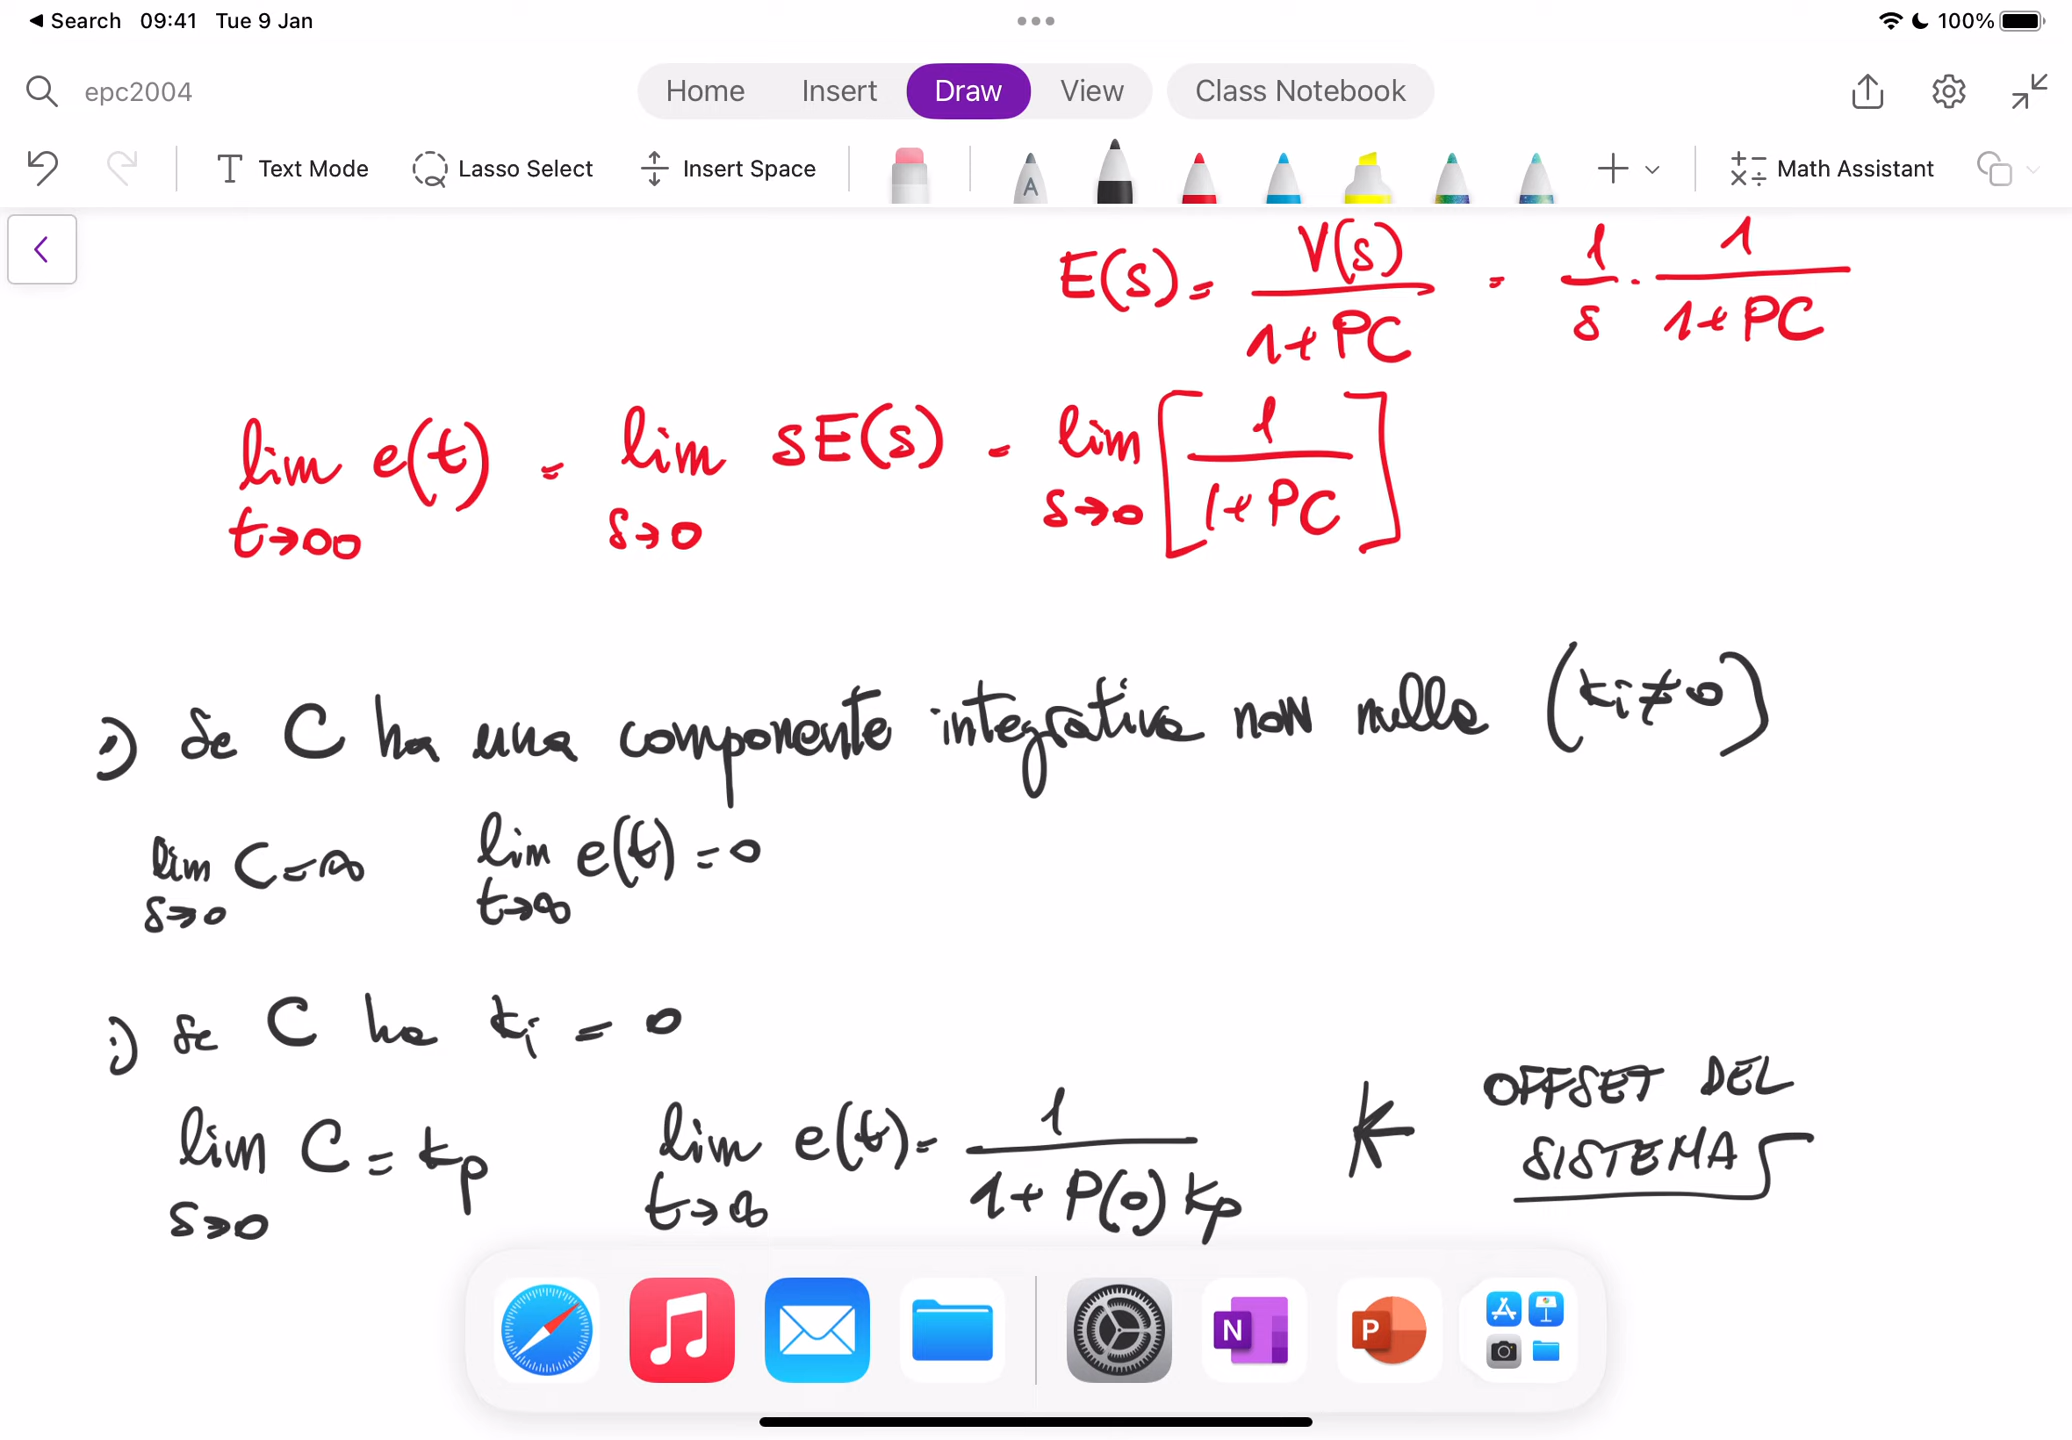 Search 09:41 Tue 9 Jan 100%
epc2004 Home Insert Draw View Class Notebook
Text Mode Lasso Select Insert Space A Math Assistant
E(s) = V(s) / 1 + PC = 1 / s · 1 / 1 + PC
lim t→∞ e(t) = lim s→0 sE(s) = lim s→0 [ 1 / 1 + PC ]
:) Se C ha una componente integrativa non nulla (ki ≠ 0)
lim s→0 C = ∞ lim t→∞ e(t) = 0
:) Se C ha ki = 0
lim s→0 C = kp lim t→∞ e(t) = 1 / 1 + P(0) kp
OFFSET DEL
SISTEMA
N P